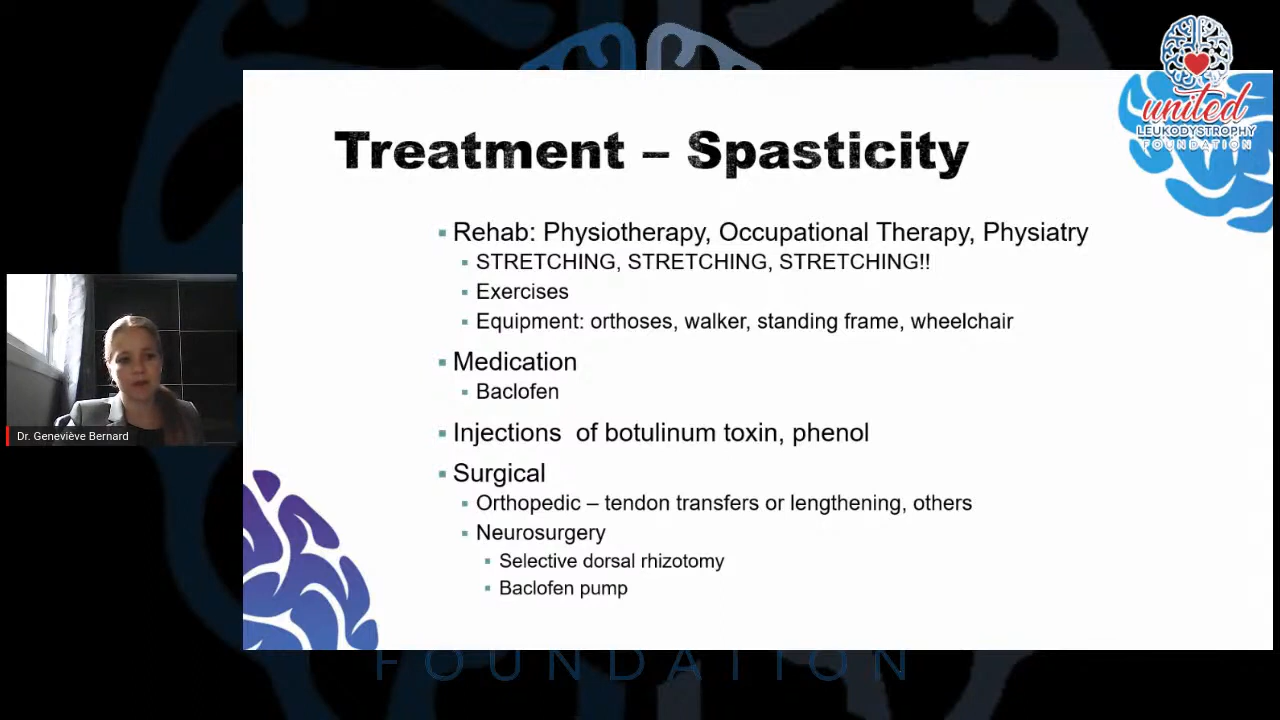 united
LEUKODYSTROPHY
FOUNDATION
Treatment – Spasticity
Rehab: Physiotherapy, Occupational Therapy, Physiatry
STRETCHING, STRETCHING, STRETCHING!!
Exercises
Equipment: orthoses, walker, standing frame, wheelchair
Medication
Baclofen
Injections of botulinum toxin, phenol
Surgical
Orthopedic – tendon transfers or lengthening, others
Neurosurgery
Selective dorsal rhizotomy
Baclofen pump
Dr. Geneviève Bernard
FOUNDATION